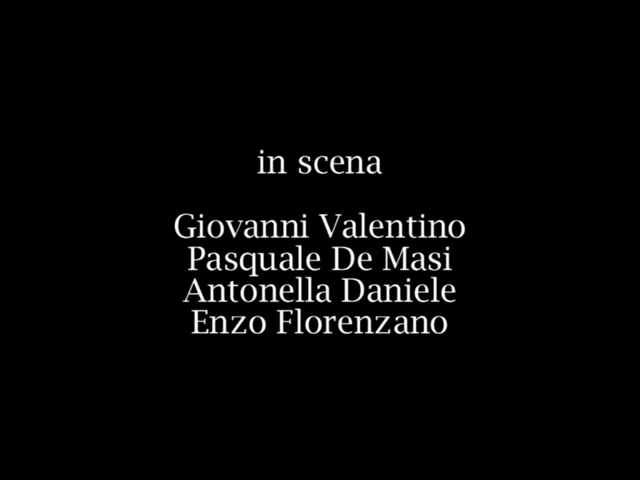 in scena
Giovanni Valentino
Pasquale De Masi
Antonella Daniele
Enzo Florenzano